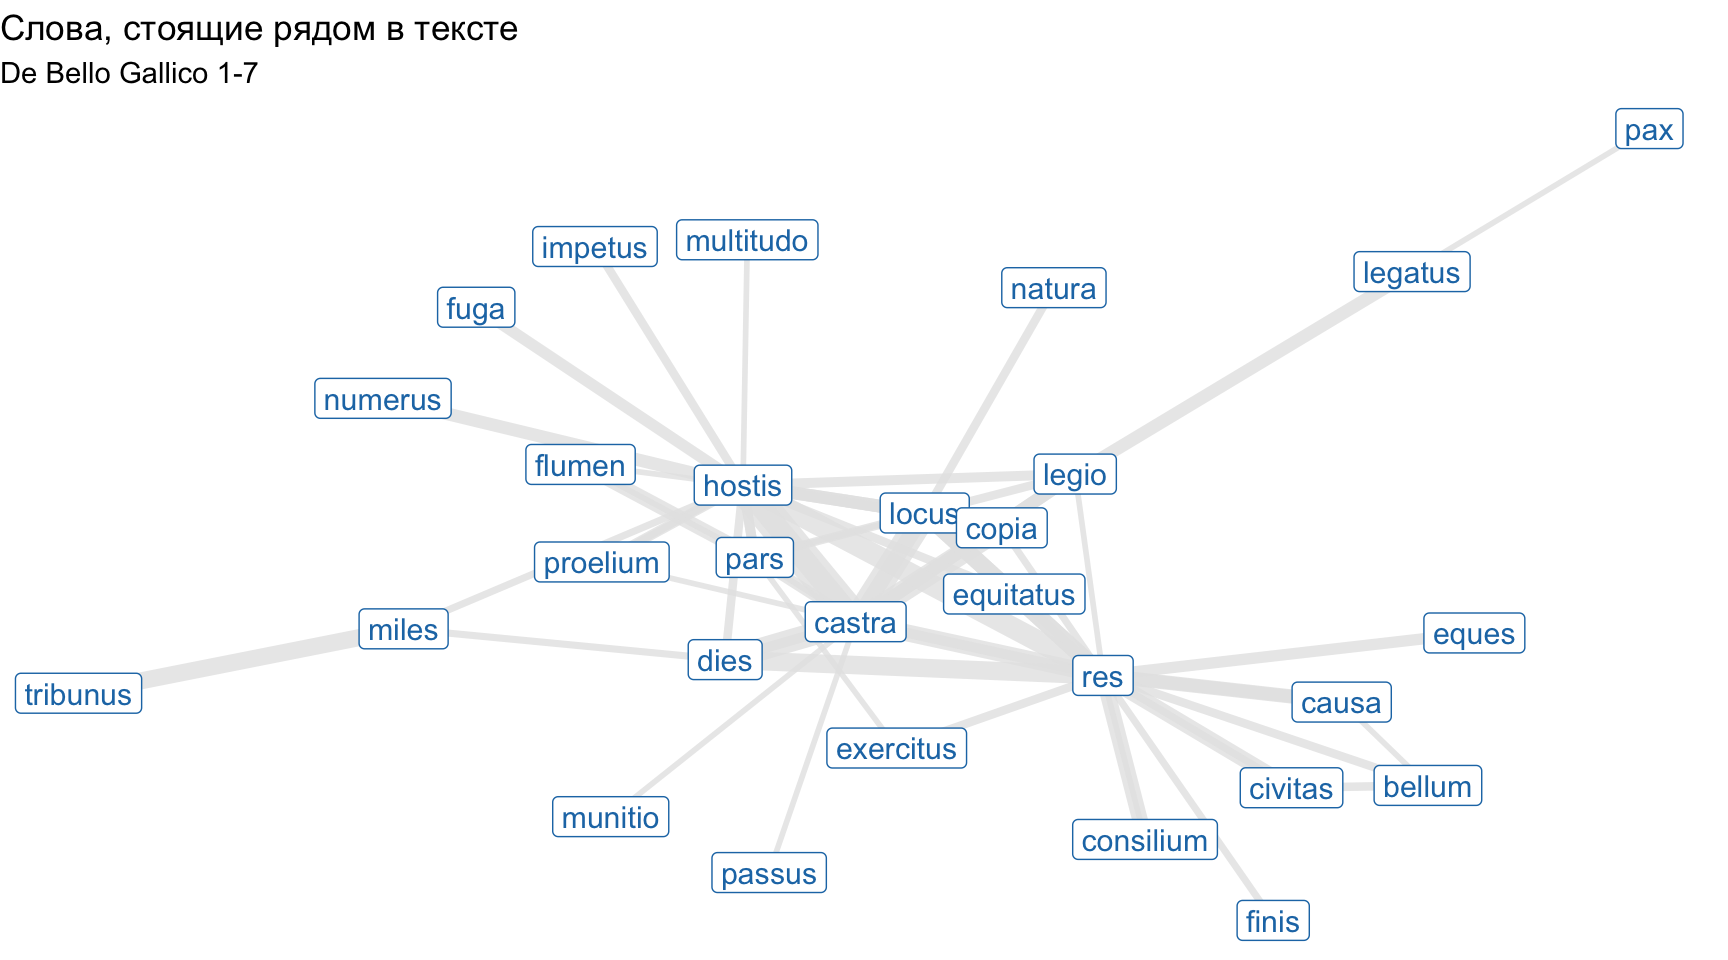 Слова, стоящие рядом в тексте
De Bello Gallico 1-7
pax
impetus
multitudo
legatus
natura
fuga
numerus
flumen
hostis
legio
locus
copia
proelium
pars
equitatus
castra
miles
eques
dies
res
tribunus
causa
exercitus
civitas
bellum
munitio
consilium
passus
finis